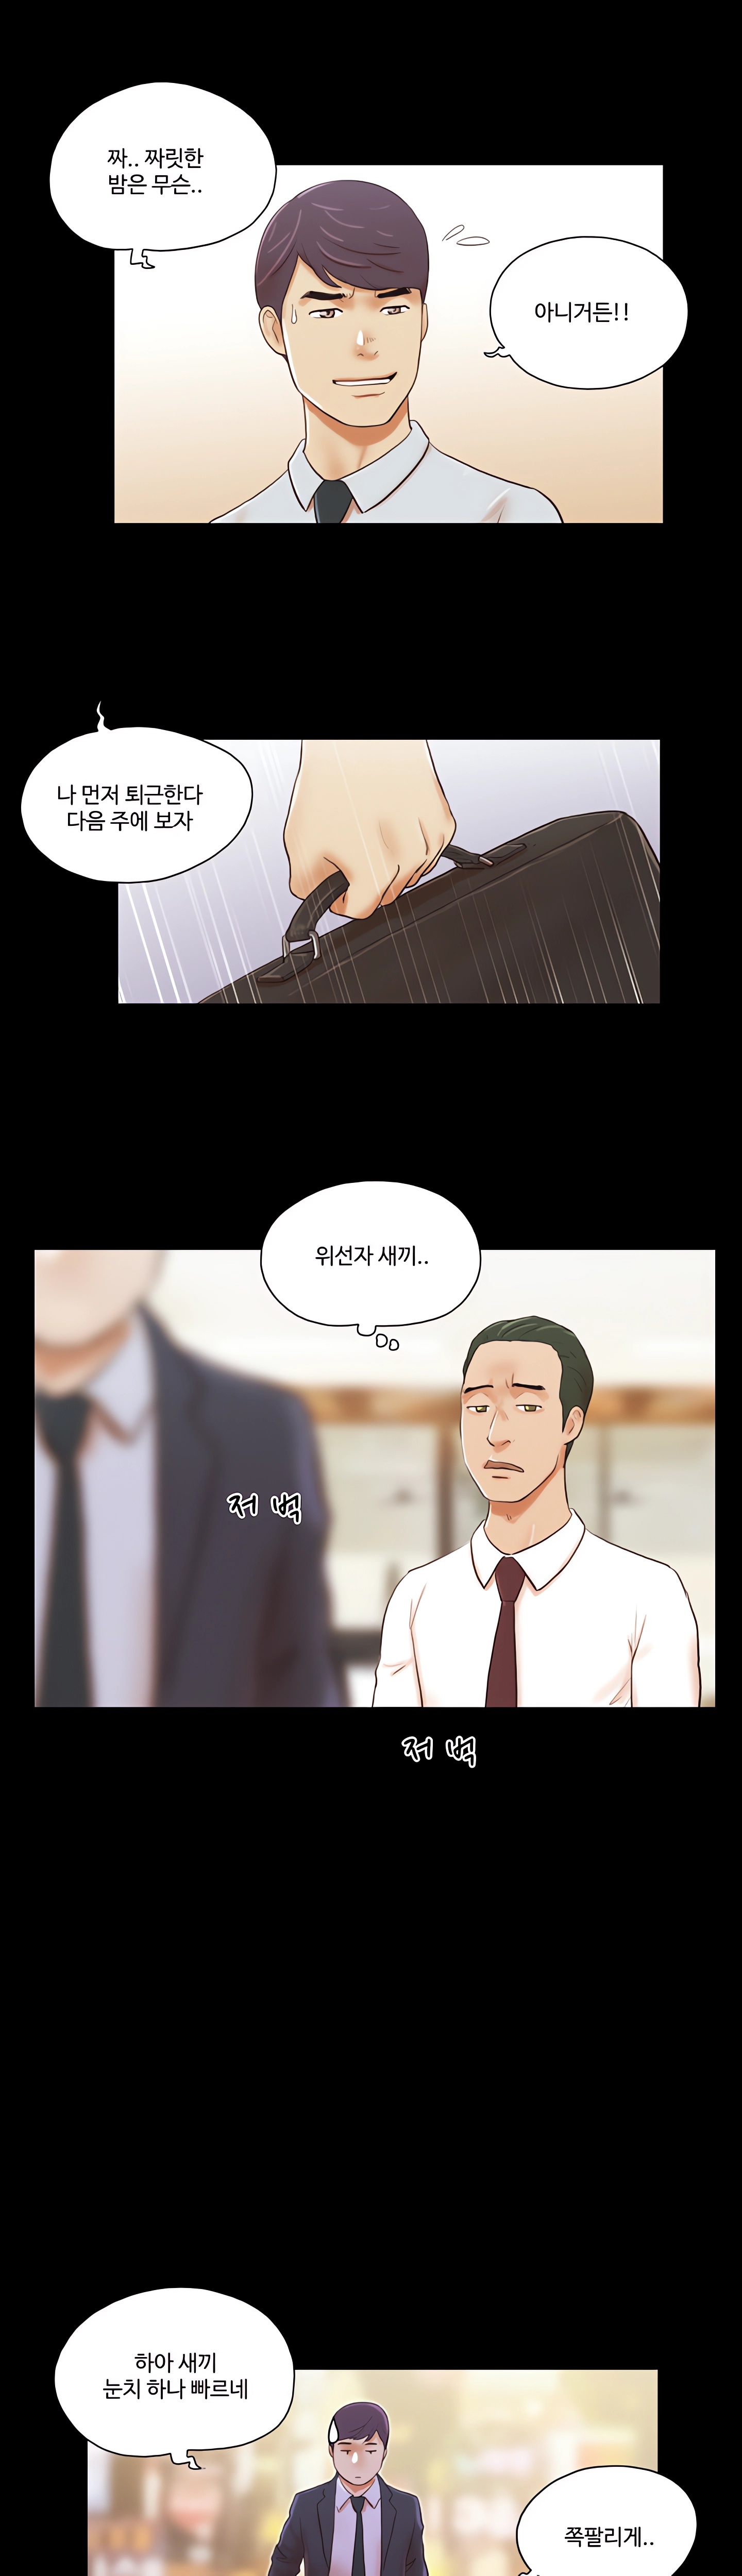 짜.. 짜릿한
밤은 무슨..
아니거든!!
나 먼저 퇴근한다
다음 주에 보자
위선자 새끼..
저벅
저벅
하아 새끼
눈치 하나 빠르네
쪽팔리게..